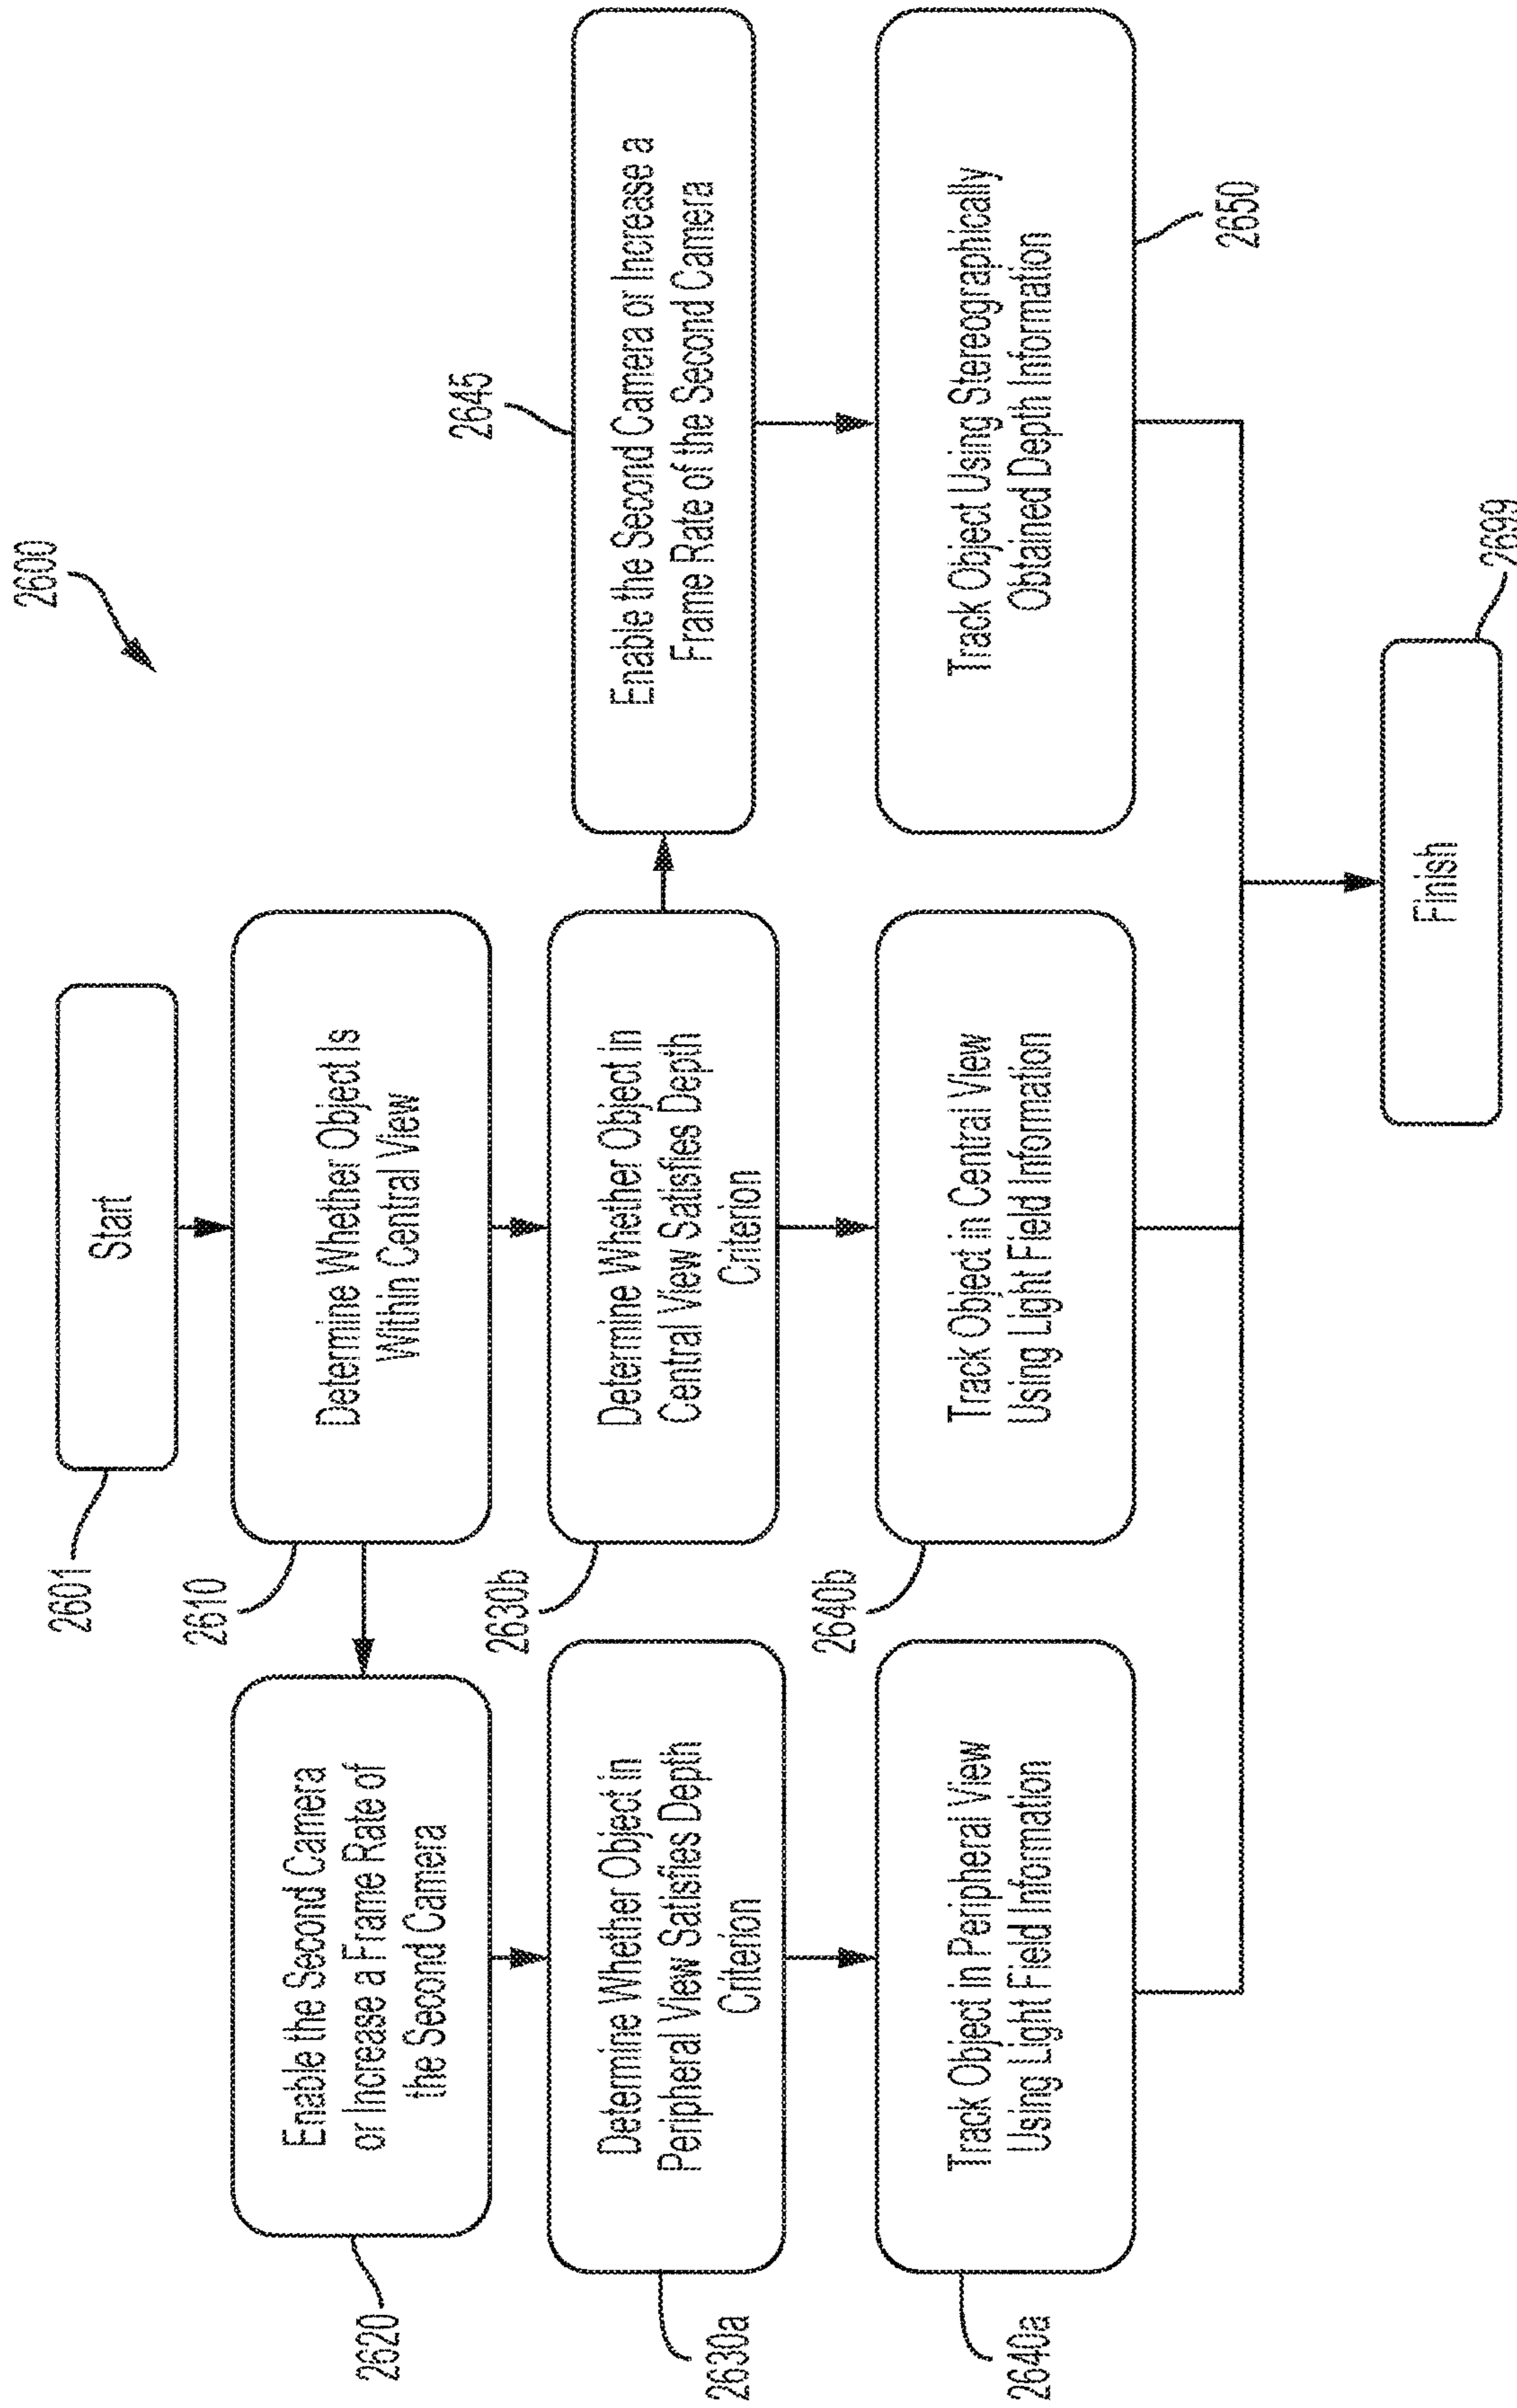 2600
2601
Start
2610
Determine Whether Object Is
Within Central View
2620
Enable the Second Camera
or Increase a Frame Rate of
the Second Camera
2630a
Determine Whether Object in
Peripheral View Satisfies Depth
Criterion
2630b
Determine Whether Object in
Central View Satisfies Depth
Criterion
2645
Enable the Second Camera or Increase a
Frame Rate of the Second Camera
2640a
Track Object in Peripheral View
Using Light Field Information
2640b
Track Object in Central View
Using Light Field Information
Track Object Using Stereographically
Obtained Depth Information
2650
Finish
2699